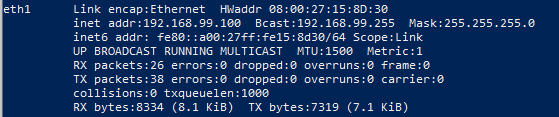 eth1 Link encap:Ethernet HWaddr 08:00:27:15:8D:30
inet addr:192.168.99.100 Bcast:192.168.99.255 Mask:255.255.255.0
inet6 addr: fe80::a00:27ff:fe15:8d30/64 Scope:Link
UP BROADCAST RUNNING MULTICAST MTU:1500 Metric:1
RX packets:26 errors:0 dropped:0 overruns:0 frame:0
TX packets:38 errors:0 dropped:0 overruns:0 carrier:0
collisions:0 txqueuelen:1000
RX bytes:8334 (8.1 KiB) TX bytes:7319 (7.1 KiB)